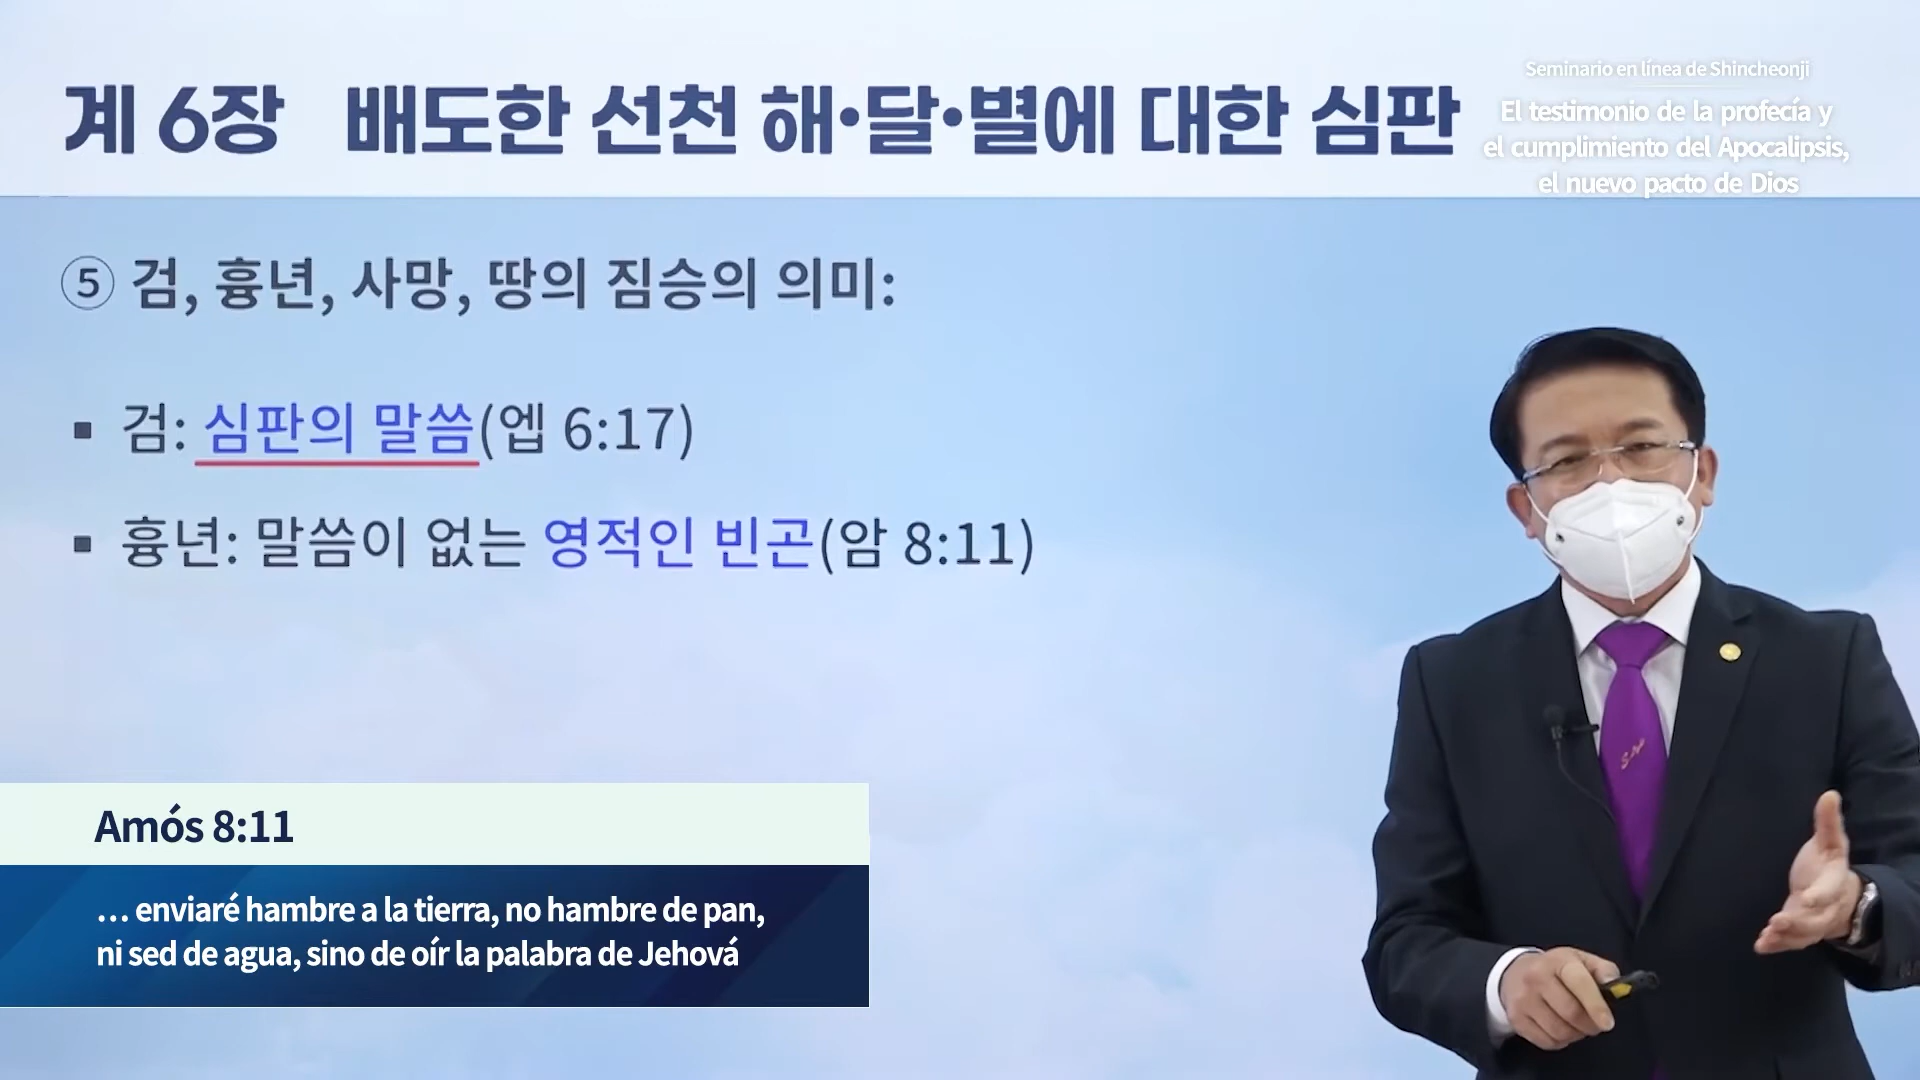 계 6장 배도한 선천 해•달•별에 대한 심판
Seminario en línea de Shincheonji
El testimonio de la profecía y
el cumplimiento del Apocalipsis,
el nuevo pacto de Dios
⑤ 검, 흉년, 사망, 땅의 짐승의 의미:
▪ 검: 심판의 말씀(엡 6:17)
▪ 흉년: 말씀이 없는 영적인 빈곤(암 8:11)
Amós 8:11
… enviaré hambre a la tierra, no hambre de pan,
ni sed de agua, sino de oír la palabra de Jehová